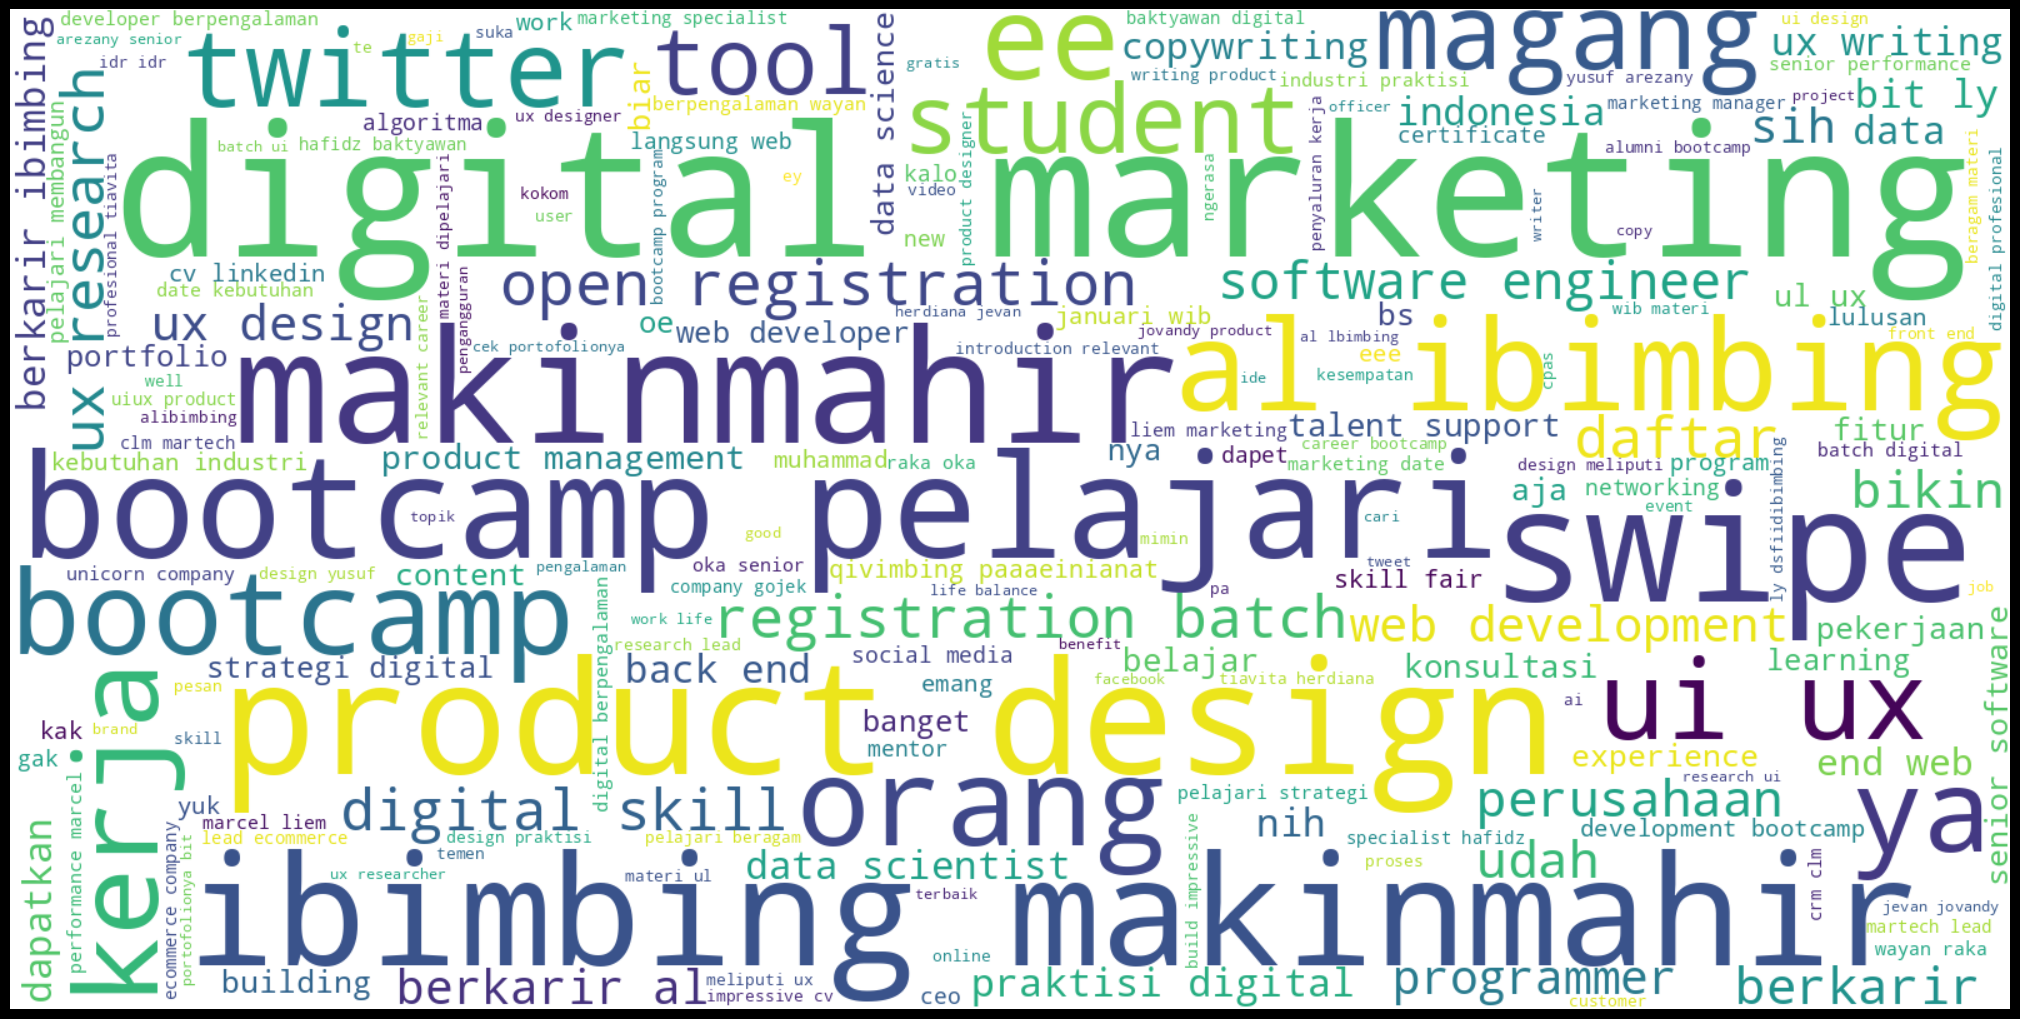 developer berpengalaman
work
marketing specialist
baktyawan digital
ui design
arezany senior
te
gaji
suka
twitter
tool
data science
ee
copywriting
magang
ux writing
idr idr
gratis
writing product
industri praktisi
yusuf arezany
senior performance
berkarir ibimbing
pelajari membangun
ux research
profesional tiavita
biar
berpengalaman wayan
student
penyaluran kerja
officer
indonesia
marketing manager
project
bit ly
algoritma
ux designer
langsung web
product designer
certificate
sih
data
digital
marketing
batch ui
hafidz baktyawan
materi dipelajari
bootcamp program
alumni bootcamp
beragam materi
digital profesional
kokom
user
ey
kalo
video
new
ngerasa
writer
copy
cv linkedin
date kebutuhan
open registration
software engineer
ul ux
relevant career
pengangguran
ux design
oe
web developer
herdiana jevan
januari wib
bs
wib materi
lulusan
portfolio
makinmahir
cek portofolionya
introduction relevant
jovandy product
al lbimbing
al ibimbing
front end
well
uiux product
alibimbing
ide
eee
kesempatan
cpas
clm martech
liem marketing
talent support
daftar
fitur
kebutuhan industri
product management
muhammad
raka oka
nya
dapet
career bootcamp
marketing date
design meliputi
program
batch digital
bootcamp pelajari
swipe
aja
networking
event
bikin
topik
good
mimin
cari
tweet
ly dsfiidibimbing
unicorn company
design yusuf
content
pengalaman
oka senior
company gojek
qivimbing paaaeinianat
life balance
pa
skill fair
job
bootcamp
digital berpengalaman
work life
registration batch
web development
pekerjaan
senior software
strategi digital
research lead
back end
social media
benefit
belajar
konsultasi
learning
kerja
pesan
product design
emang
facebook
tiavita herdiana
ai
ui ux
kak
brand
skill
gak
banget
mentor
experience
end web
research ui
performance marcel
yuk
digital skill
orang
pelajari strategi
perusahaan
ya
marcel liem
lead ecommerce
design praktisi
pelajari beragam
nih
specialist hafidz
development bootcamp
dapatkan
ecommerce company
portofolionya bit
temen
data scientist
build impressive
proses
udah
crm clm
ibimbing makinmahir
ux researcher
materi ul
terbaik
jevan jovandy
martech lead
wayan raka
building
berkarir al
meliputi ux
impressive cv
online
ceo
praktisi digital
programmer
customer
berkarir